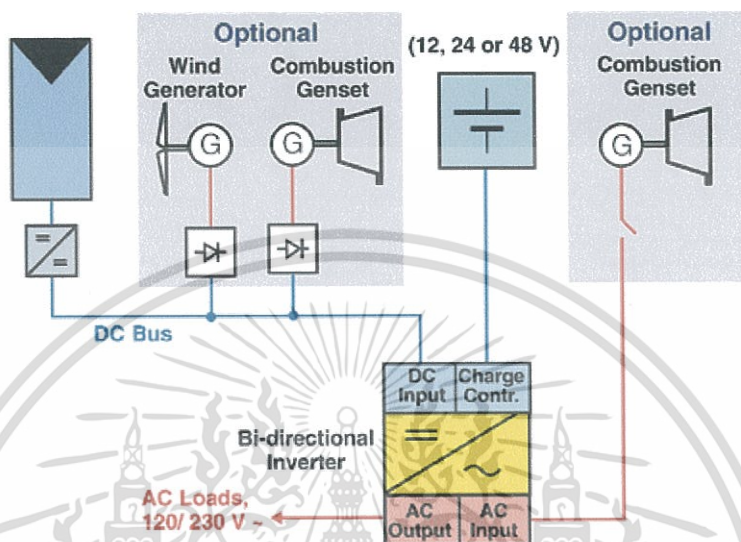 Optional
Wind
Generator
Combustion
Genset
G
G
(12, 24 or 48 V)
Optional
Combustion
Genset
G
DC Bus
DC
Input
Charge
Contr.
Bi-directional
Inverter
AC Loads,
120/ 230 V ~
AC
Output
AC
Input